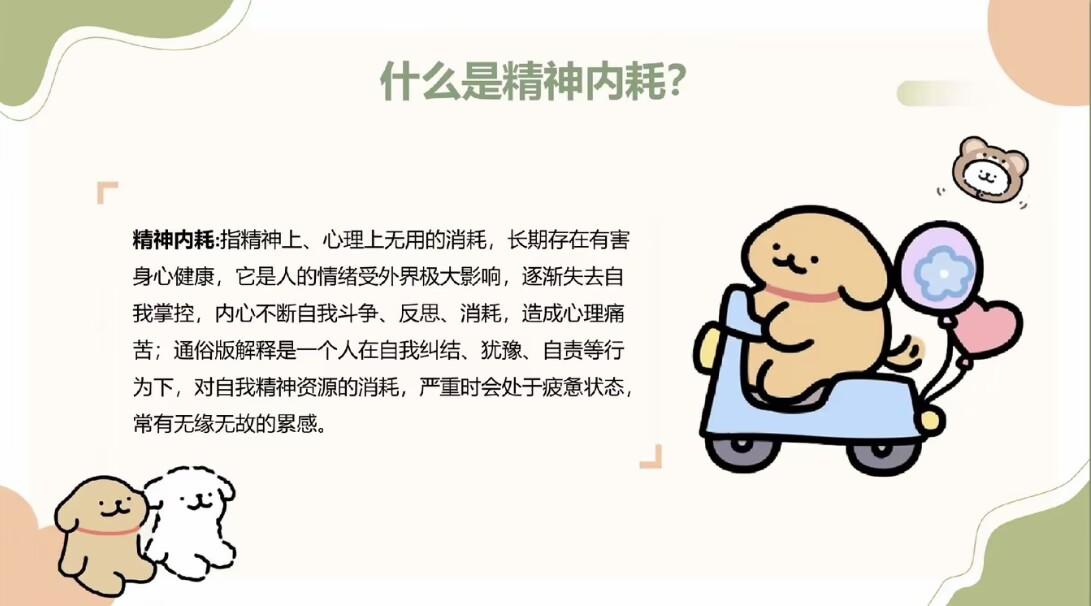 什么是精神内耗?
精神内耗:指精神上、心理上无用的消耗，长期存在有害
身心健康，它是人的情绪受外界极大影响，逐渐失去自
我掌控，内心不断自我斗争、反思、消耗，造成心理痛
苦；通俗版解释是一个人在自我纠结、犹豫、自责等行
为下，对自我精神资源的消耗，严重时会处于疲惫状态，
常有无缘无故的累感。